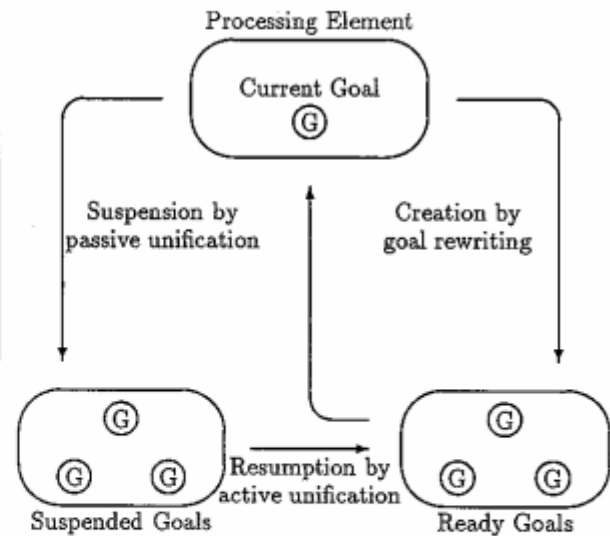 Processing Element
Current Goal
G
Suspension by
passive unification
Creation by
goal rewriting
G
G G
Resumption by
active unification
G
G G
Suspended Goals
Ready Goals